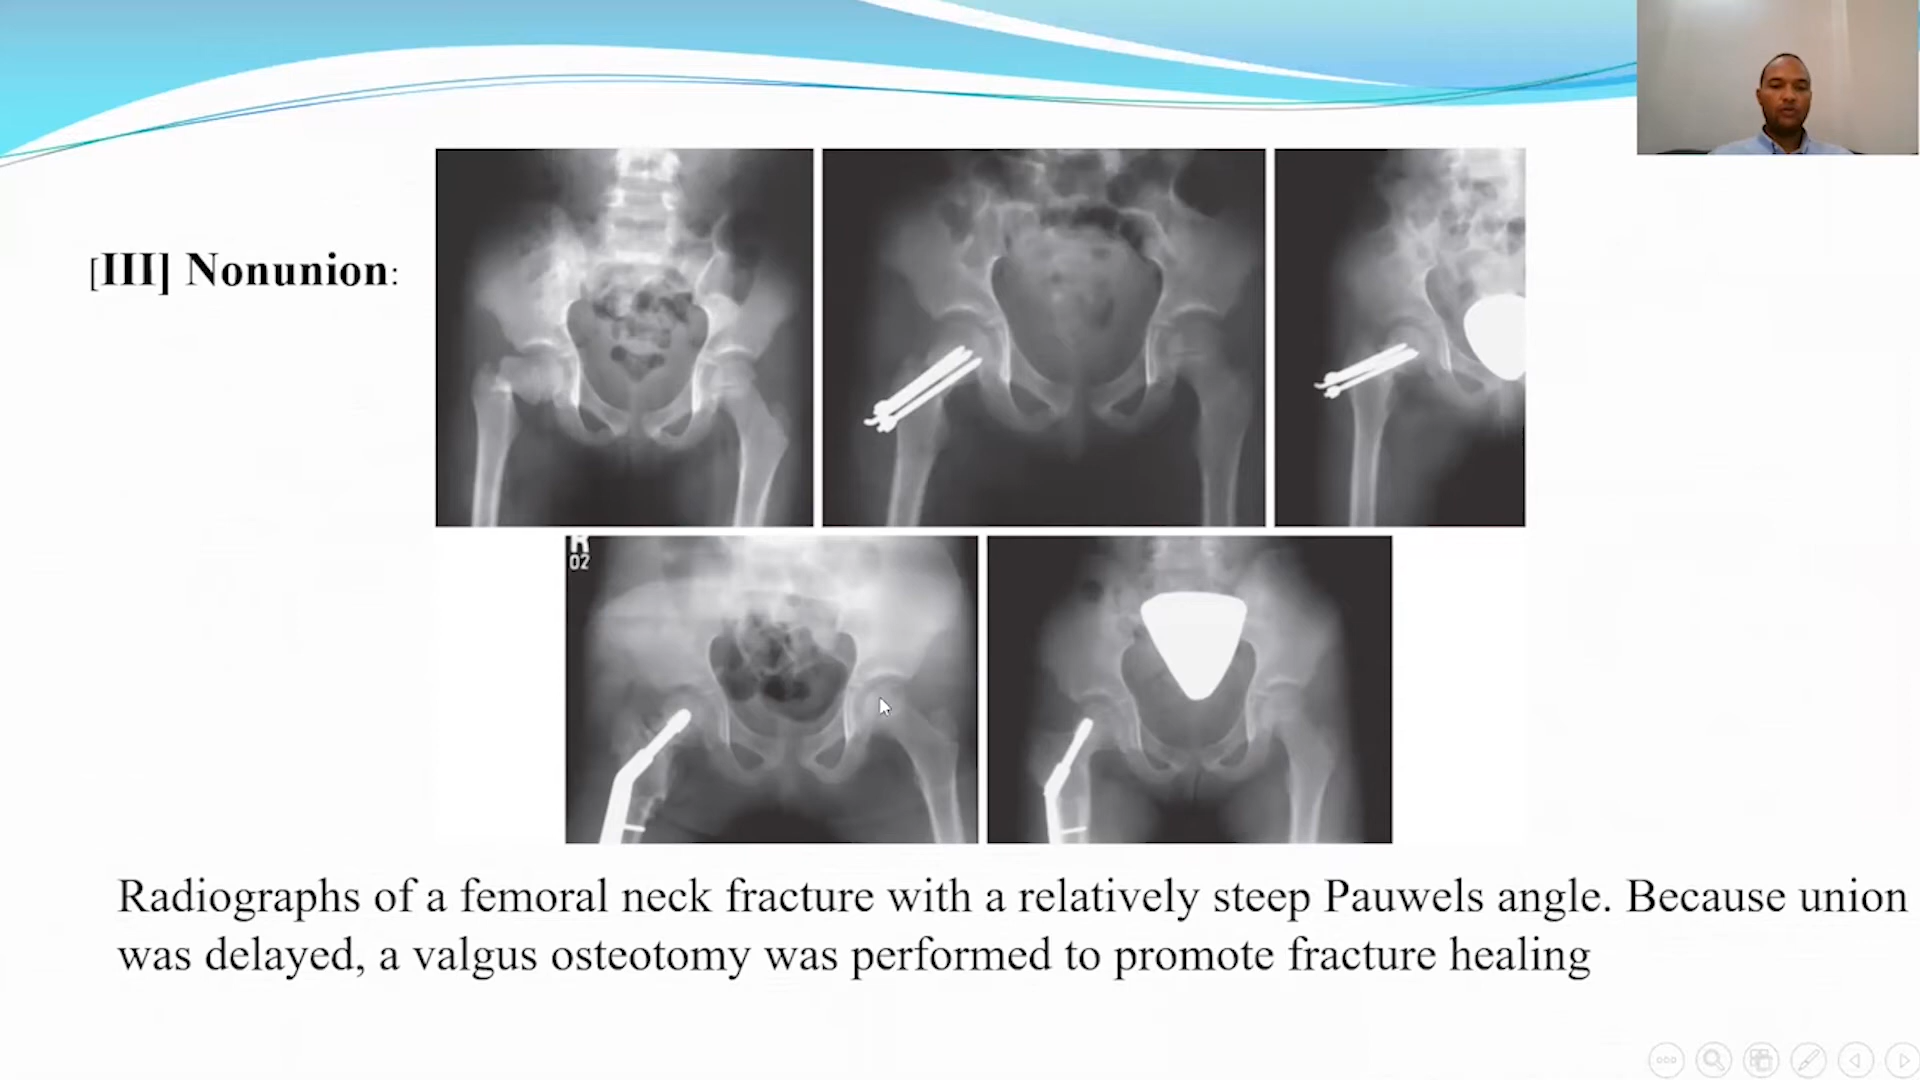 [III] Nonunion:
R
02
Radiographs of a femoral neck fracture with a relatively steep Pauwels angle. Because union
was delayed, a valgus osteotomy was performed to promote fracture healing